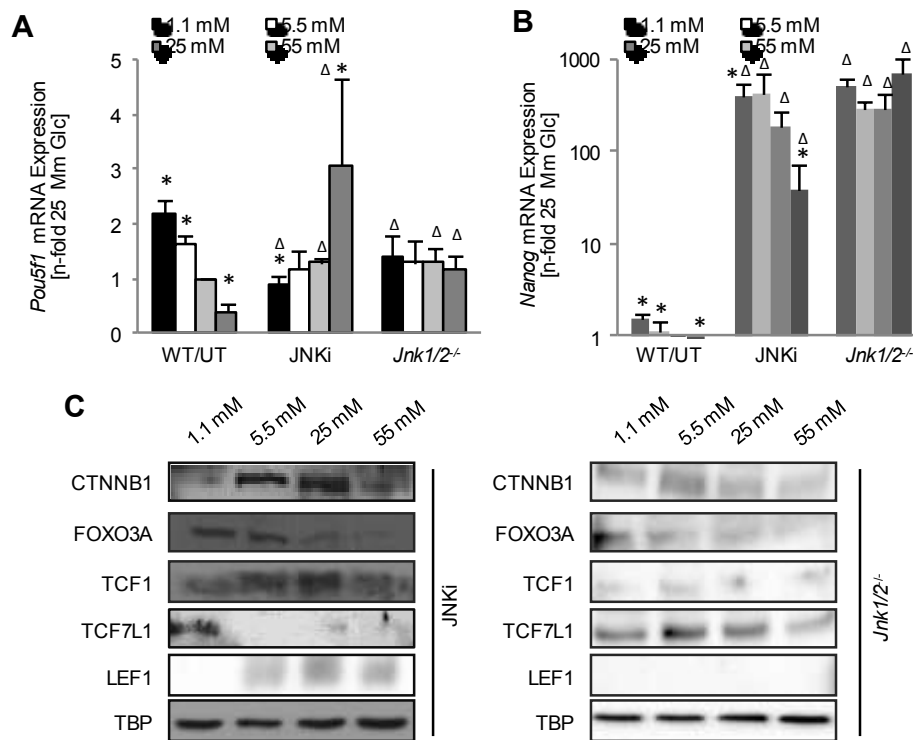 A
1.1 mM 5.5 mM
25 mM 55 mM
Pou5f1 mRNA Expression
[n-fold 25 Mm Glc]
5
4
3
2
1
0
* * *
Δ * Δ Δ *
Δ Δ Δ
WT/UT JNKi Jnk1/2-/-
B
1.1 mM 5.5 mM
25 mM 55 mM
Nanog mRNA Expression
[n-fold 25 Mm Glc]
1000
100
10
1
* * *
* Δ Δ Δ Δ *
Δ Δ Δ Δ
WT/UT JNKi Jnk1/2-/-
C
1.1 mM 5.5 mM 25 mM 55 mM
CTNNB1
FOXO3A
TCF1
TCF7L1
LEF1
TBP
JNKi
1.1 mM 5.5 mM 25 mM 55 mM
CTNNB1
FOXO3A
TCF1
TCF7L1
LEF1
TBP
Jnk1/2-/-